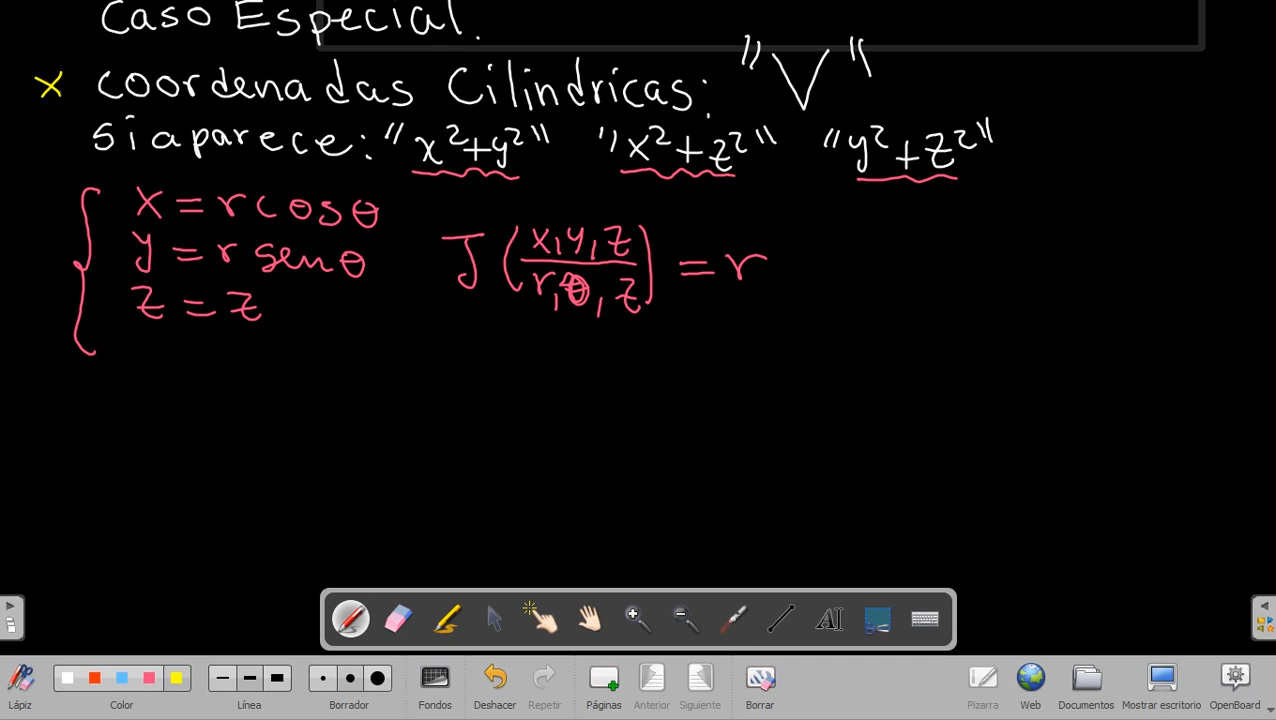 Caso Especial.
x coordenadas Cilindricas: "V"
si aparece: "x²+y²" "x²+z²" "y²+z²"
x = r cos θ
y = r sen θ
z = z
J(x,y,z / r,θ,z) = r
Lápiz Color Línea Borrador Fondos Deshacer Repetir Páginas Anterior Siguiente Borrar Pizarra Web Documentos Mostrar escritorio OpenBoard